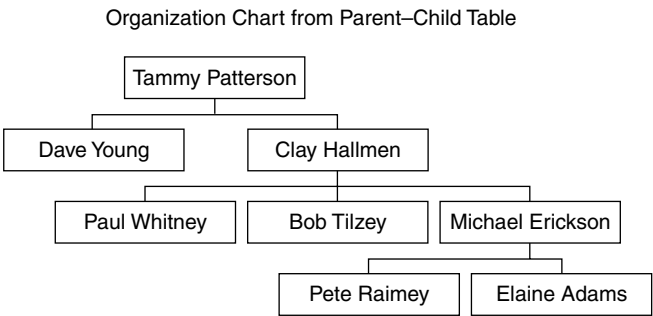 Organization Chart from Parent–Child Table
Tammy Patterson
Dave Young
Clay Hallmen
Paul Whitney
Bob Tilzey
Michael Erickson
Pete Raimey
Elaine Adams